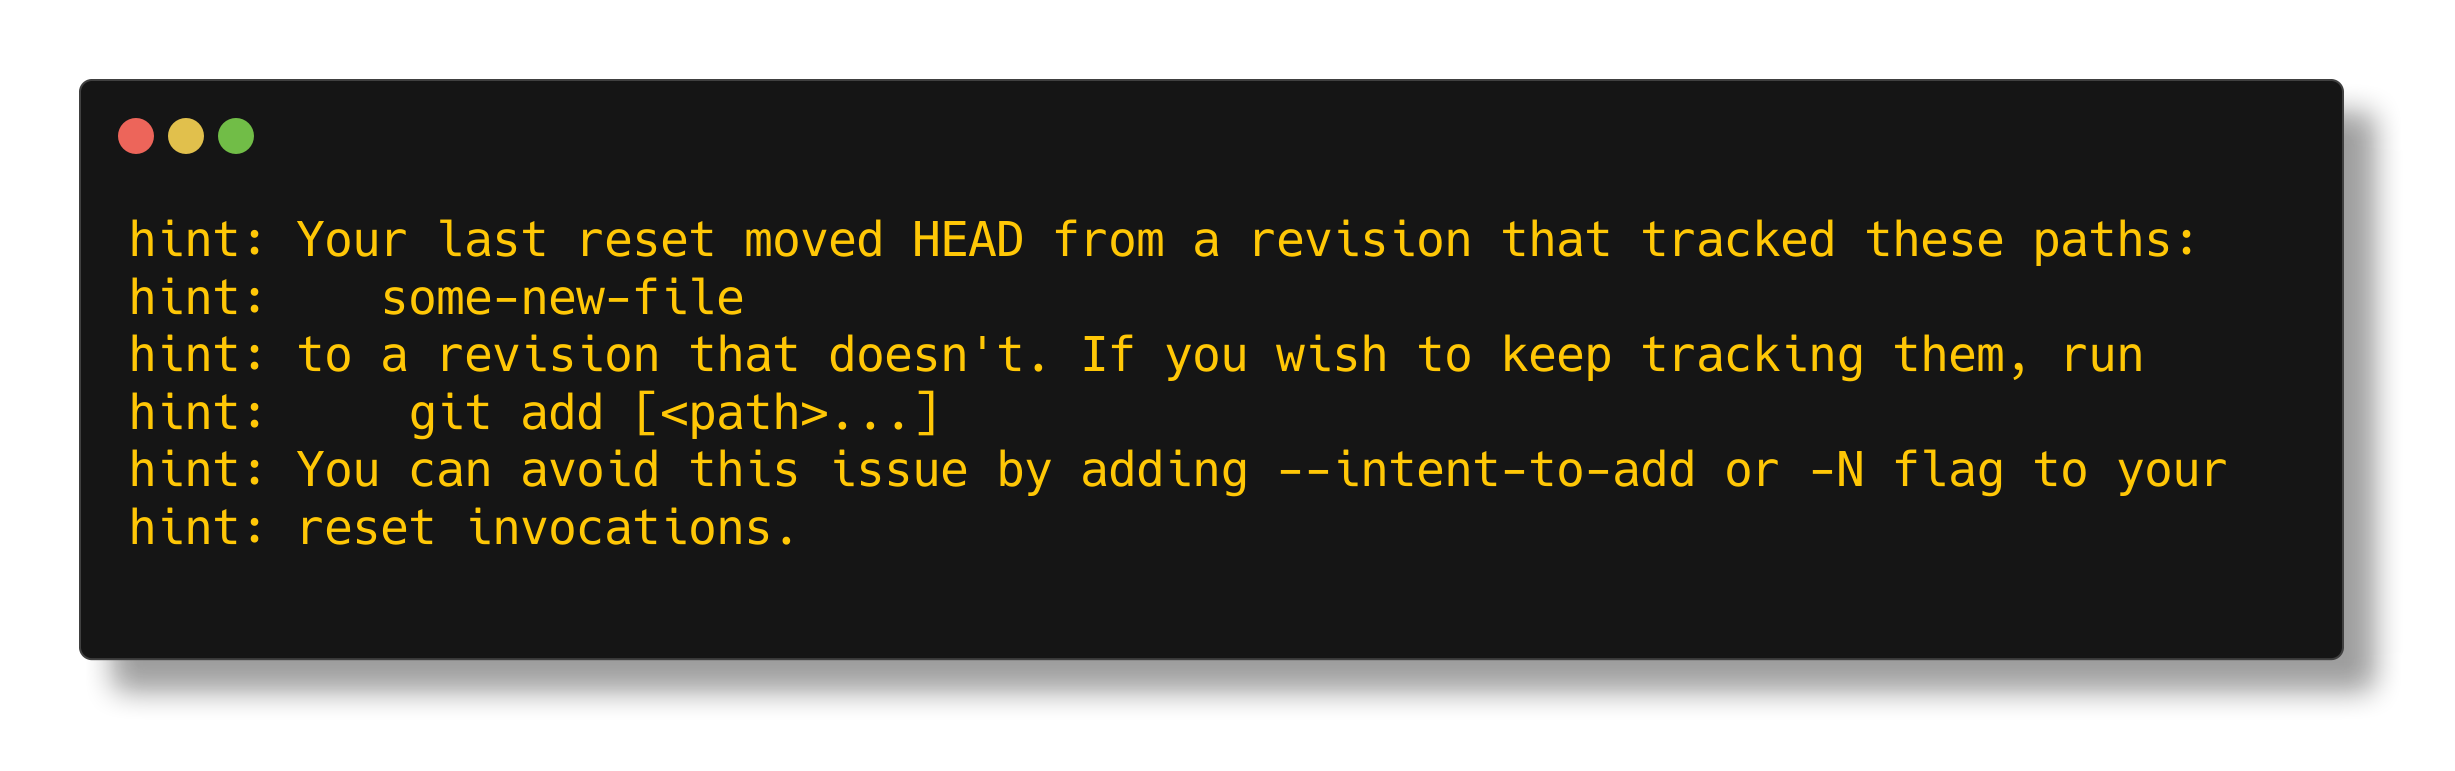 hint: Your last reset moved HEAD from a revision that tracked these paths:
hint:   some-new-file
hint: to a revision that doesn't. If you wish to keep tracking them, run
hint:     git add [<path>...]
hint: You can avoid this issue by adding --intent-to-add or -N flag to your
hint: reset invocations.